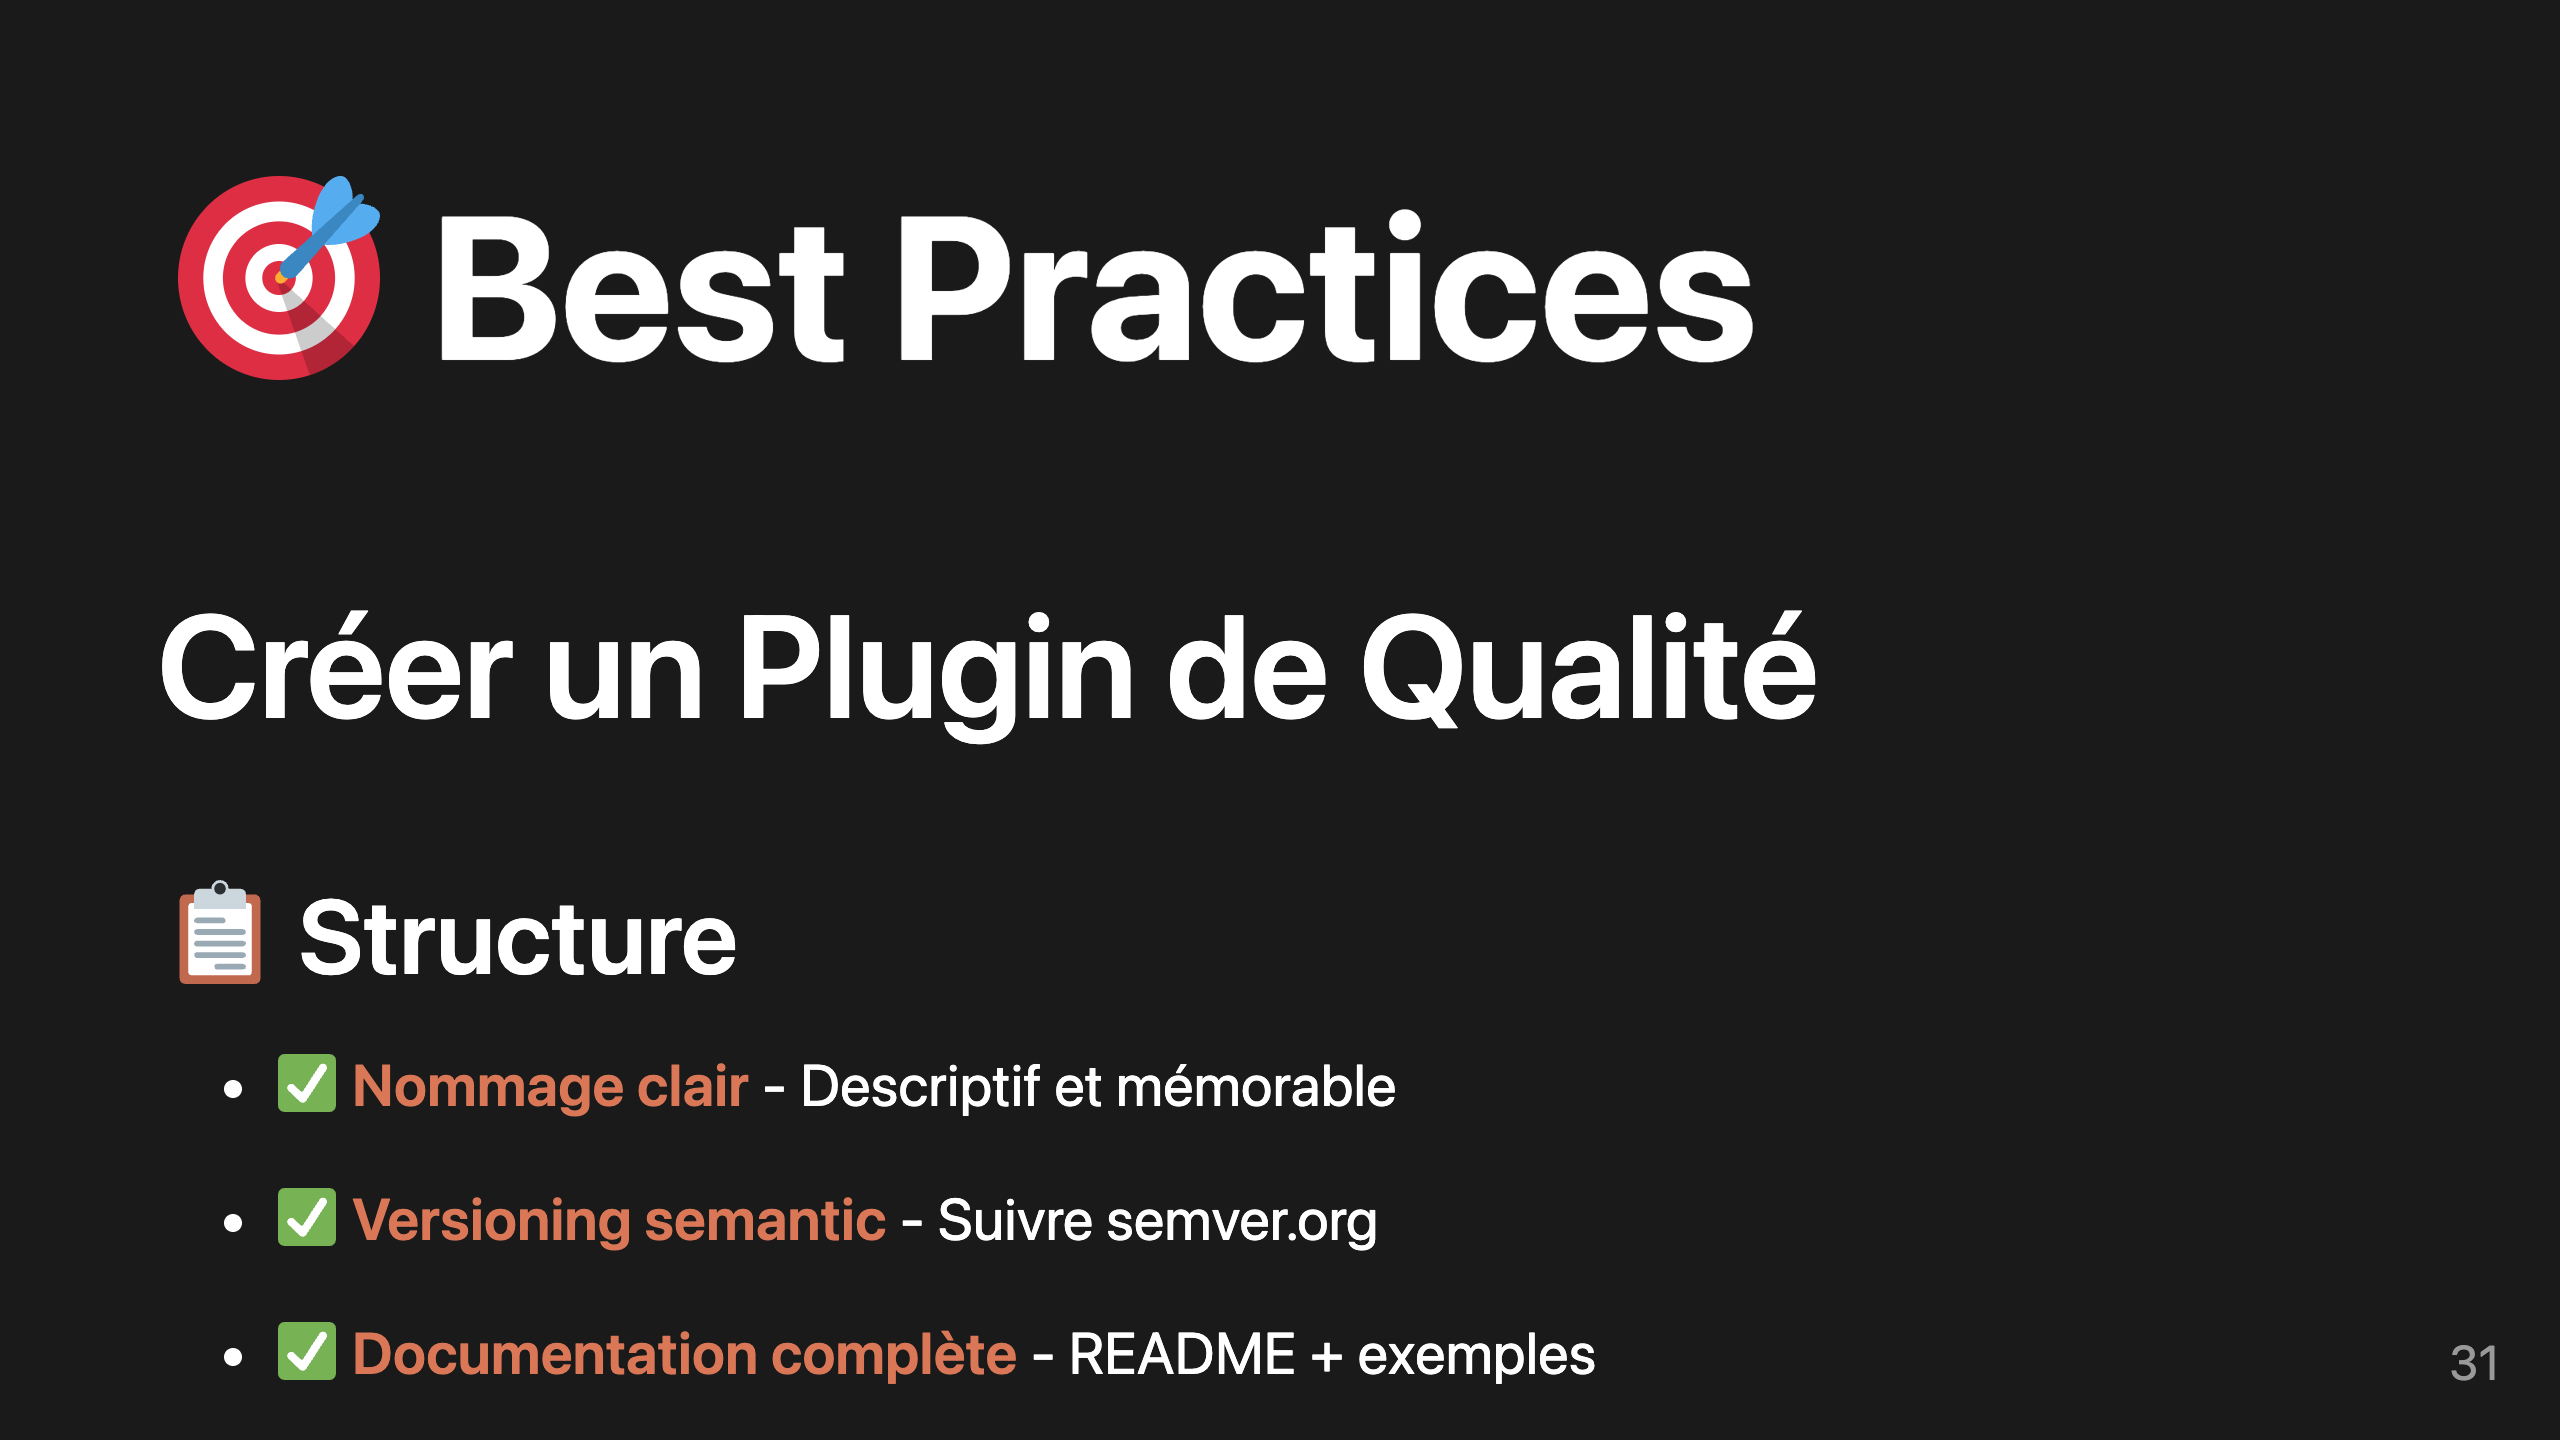 🎯 Best Practices
Créer un Plugin de Qualité
📋 Structure
• ✅ Nommage clair - Descriptif et mémorable
• ✅ Versioning semantic - Suivre semver.org
• ✅ Documentation complète - README + exemples
31